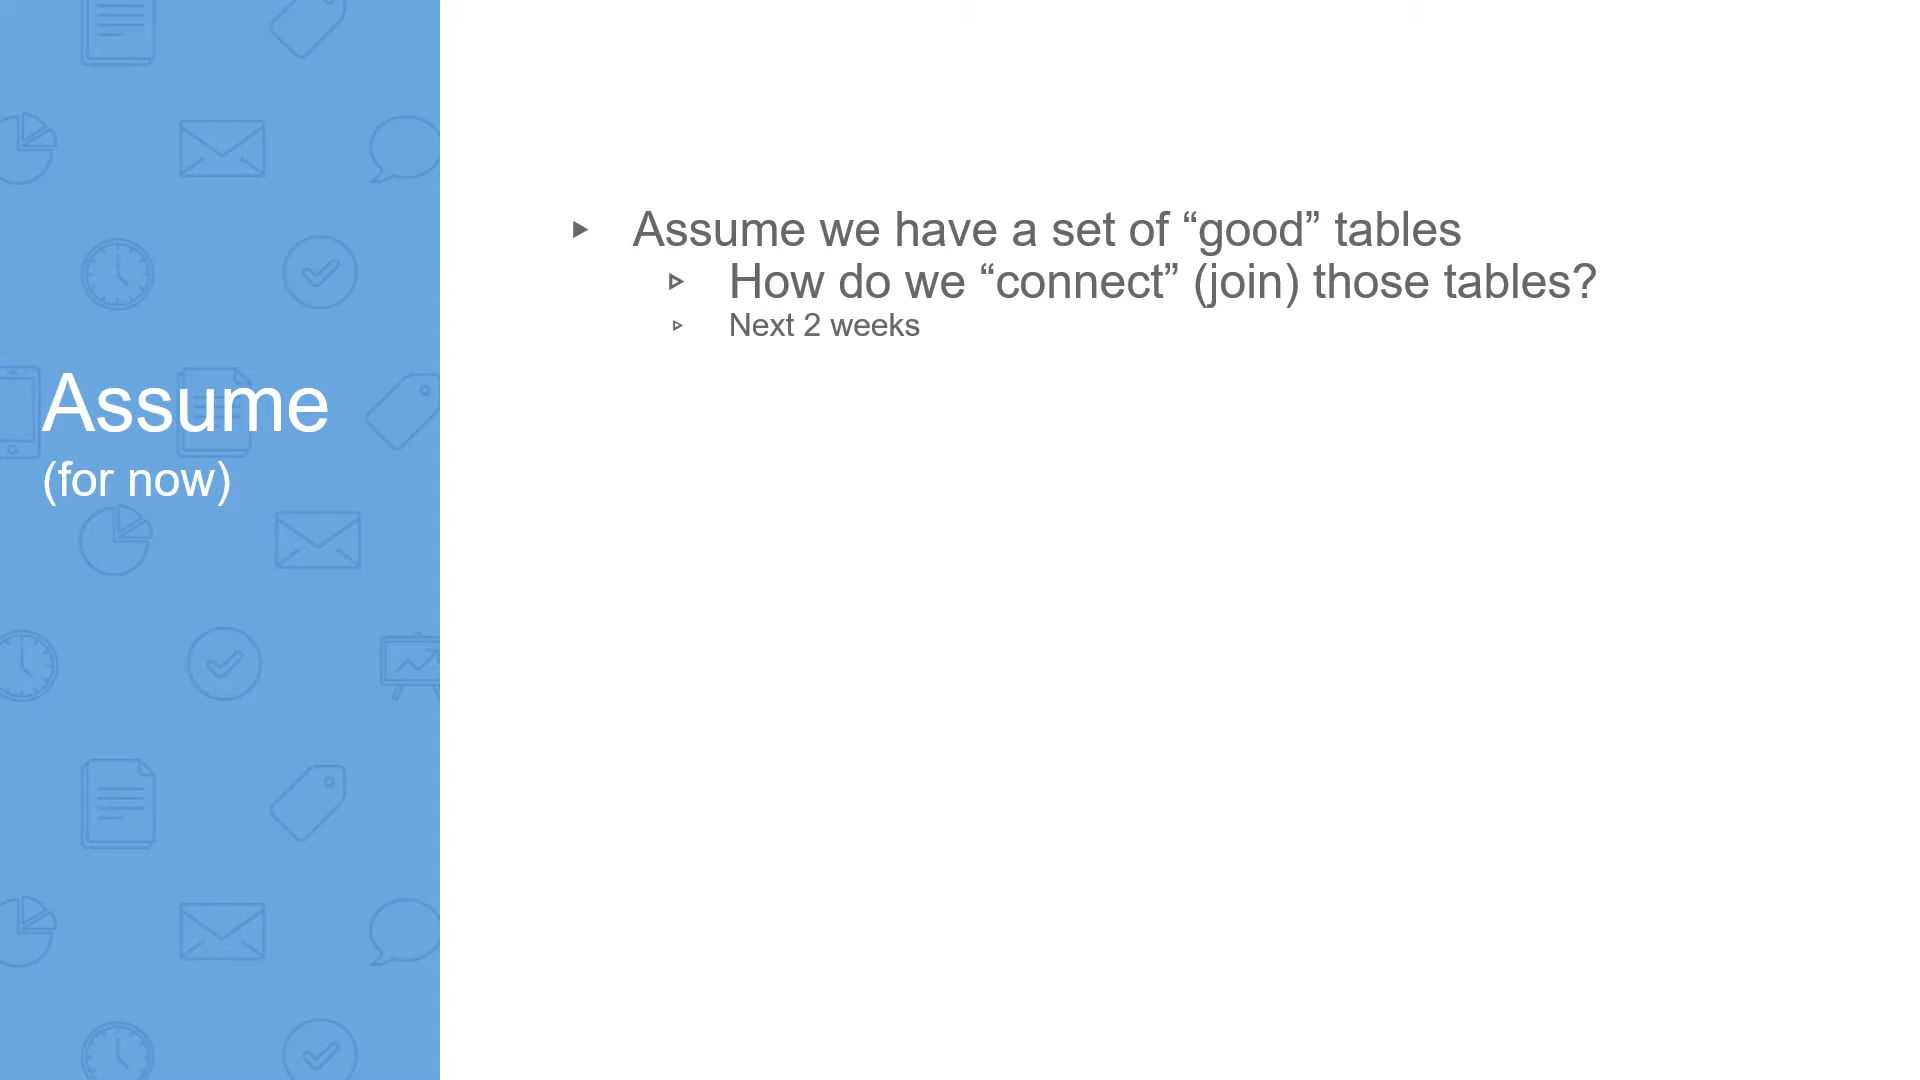 Assume
(for now)
Assume we have a set of “good” tables
How do we “connect” (join) those tables?
Next 2 weeks